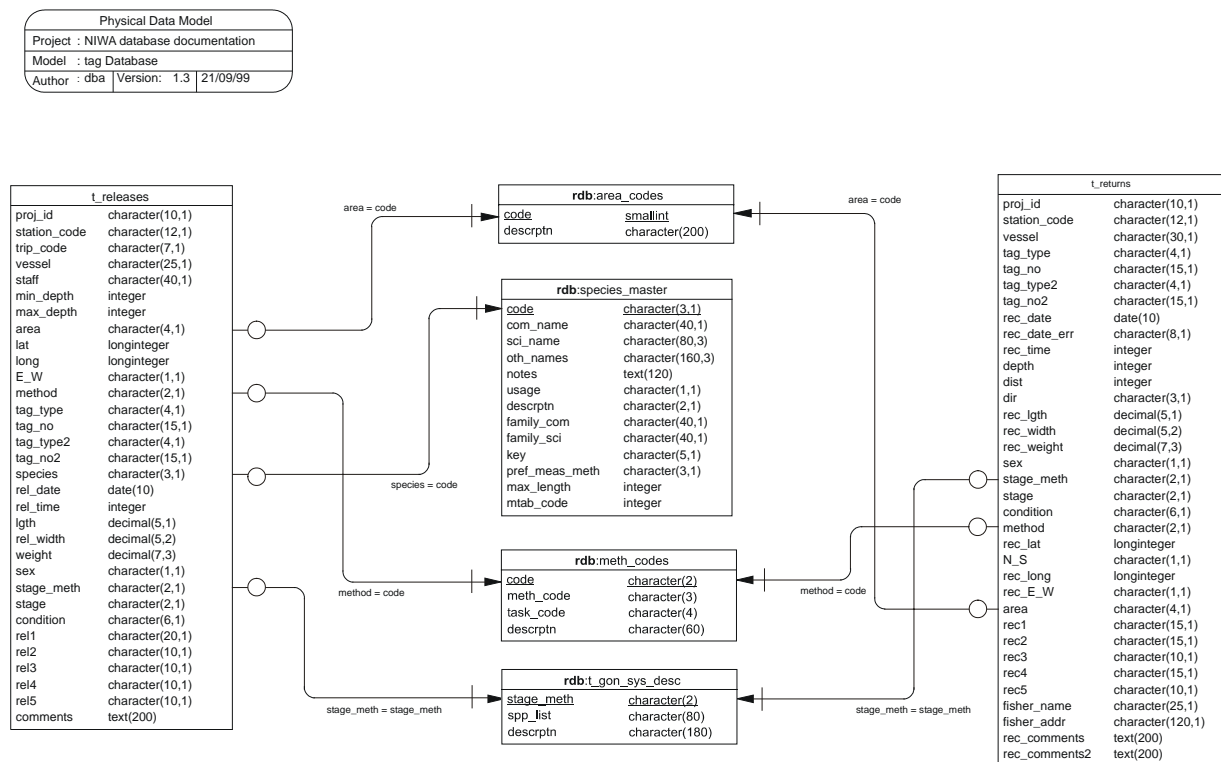 Physical Data Model
Project : NIWA database documentation
Model : tag Database
Author : dba Version: 1.3 21/09/99
t_releases
proj_id character(10,1)
station_code character(12,1)
trip_code character(7,1)
vessel character(25,1)
staff character(40,1)
min_depth integer
max_depth integer
area character(4,1)
lat longinteger
long longinteger
E_W character(1,1)
method character(2,1)
tag_type character(4,1)
tag_no character(15,1)
tag_type2 character(4,1)
tag_no2 character(15,1)
species character(3,1)
rel_date date(10)
rel_time integer
lgth decimal(5,1)
rel_width decimal(5,2)
weight decimal(7,3)
sex character(1,1)
stage_meth character(2,1)
stage character(2,1)
condition character(6,1)
rel1 character(20,1)
rel2 character(10,1)
rel3 character(10,1)
rel4 character(10,1)
rel5 character(10,1)
comments text(200)
area = code
species = code
method = code
stage_meth = stage_meth
rdb:area_codes
code smallint
descrptn character(200)
rdb:species_master
code character(3,1)
com_name character(40,1)
sci_name character(80,3)
oth_names character(160,3)
notes text(120)
usage character(1,1)
descrptn character(2,1)
family_com character(40,1)
family_sci character(40,1)
key character(5,1)
pref_meas_meth character(3,1)
max_length integer
mtab_code integer
rdb:meth_codes
code character(2)
meth_code character(3)
task_code character(4)
descrptn character(60)
rdb:t_gon_sys_desc
stage_meth character(2)
spp_list character(80)
descrptn character(180)
area = code
method = code
stage_meth = stage_meth
t_returns
proj_id character(10,1)
station_code character(12,1)
vessel character(30,1)
tag_type character(4,1)
tag_no character(15,1)
tag_type2 character(4,1)
tag_no2 character(15,1)
rec_date date(10)
rec_date_err character(8,1)
rec_time integer
depth integer
dist integer
dir character(3,1)
rec_lgth decimal(5,1)
rec_width decimal(5,2)
rec_weight decimal(7,3)
sex character(1,1)
stage_meth character(2,1)
stage character(2,1)
condition character(6,1)
method character(2,1)
rec_lat longinteger
N_S character(1,1)
rec_long longinteger
rec_E_W character(1,1)
area character(4,1)
rec1 character(15,1)
rec2 character(15,1)
rec3 character(10,1)
rec4 character(15,1)
rec5 character(10,1)
fisher_name character(25,1)
fisher_addr character(120,1)
rec_comments text(200)
rec_comments2 text(200)